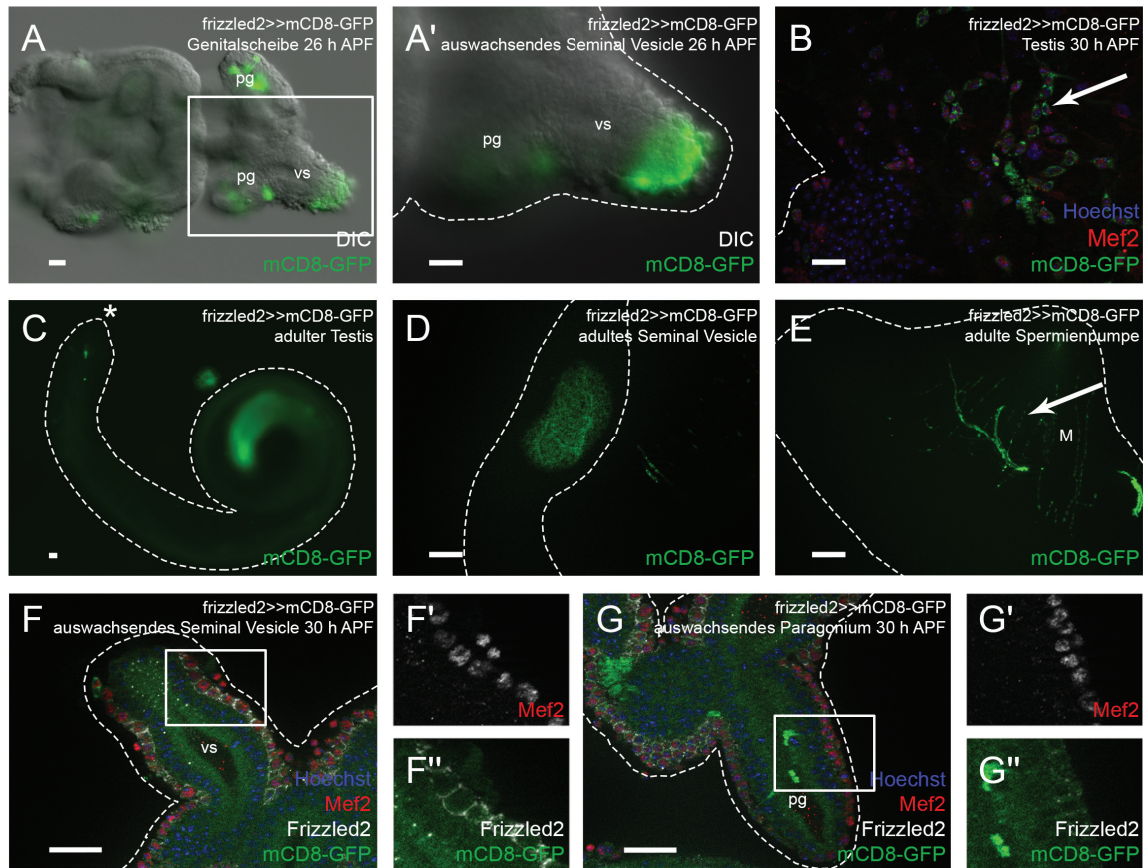 A
frizzled2>>mCD8-GFP
Genitalscheibe 26 h APF
pg
pg
vs
DIC
mCD8-GFP
A'
frizzled2>>mCD8-GFP
auswachsendes Seminal Vesicle 26 h APF
pg
vs
DIC
mCD8-GFP
B
frizzled2>>mCD8-GFP
Testis 30 h APF
Hoechst
Mef2
mCD8-GFP
C
*
frizzled2>>mCD8-GFP
adulter Testis
mCD8-GFP
D
frizzled2>>mCD8-GFP
adultes Seminal Vesicle
mCD8-GFP
E
frizzled2>>mCD8-GFP
adulte Spermienpumpe
M
mCD8-GFP
F
frizzled2>>mCD8-GFP
auswachsendes Seminal Vesicle 30 h APF
vs
Hoechst
Mef2
Frizzled2
mCD8-GFP
F'
Mef2
F''
Frizzled2
mCD8-GFP
G
frizzled2>>mCD8-GFP
auswachsendes Paragonium 30 h APF
pg
Hoechst
Mef2
Frizzled2
mCD8-GFP
G'
Mef2
G''
Frizzled2
mCD8-GFP